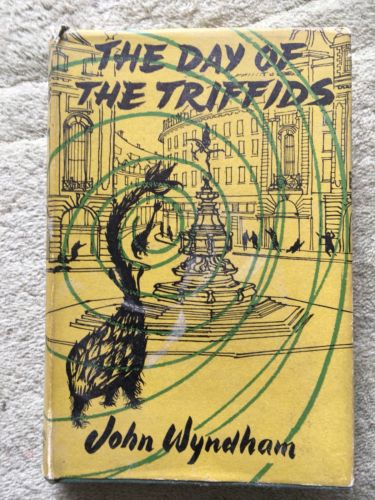 THE DAY OF
THE TRIFFIDS
John Wyndham